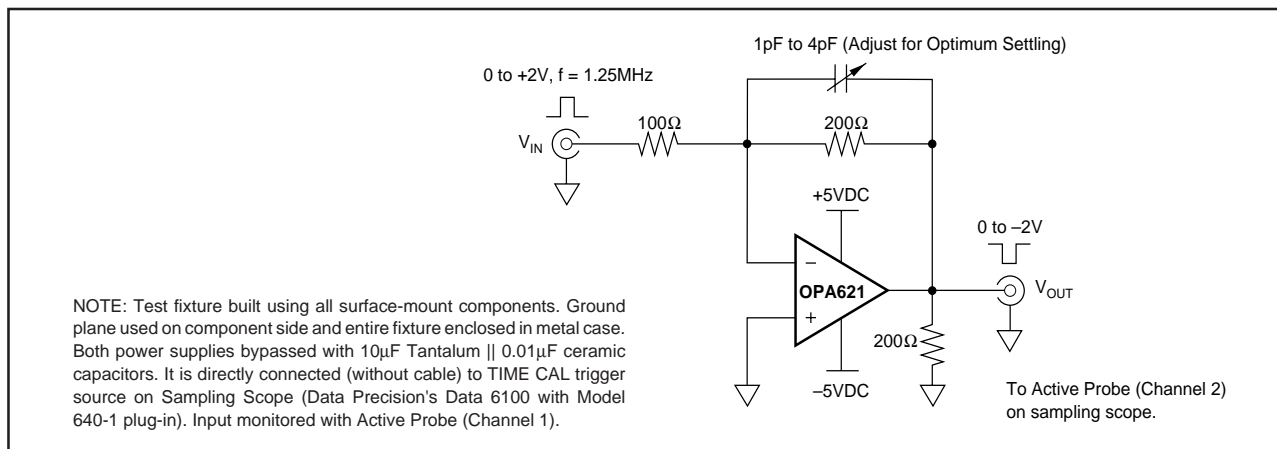 1pF to 4pF (Adjust for Optimum Settling)
0 to +2V, f = 1.25MHz
100Ω
200Ω
VIN
+5VDC
0 to –2V
–
OPA621
+
VOUT
200Ω
–5VDC
To Active Probe (Channel 2)
on sampling scope.
NOTE: Test fixture built using all surface-mount components. Ground
plane used on component side and entire fixture enclosed in metal case.
Both power supplies bypassed with 10µF Tantalum || 0.01µF ceramic
capacitors. It is directly connected (without cable) to TIME CAL trigger
source on Sampling Scope (Data Precision's Data 6100 with Model
640-1 plug-in). Input monitored with Active Probe (Channel 1).